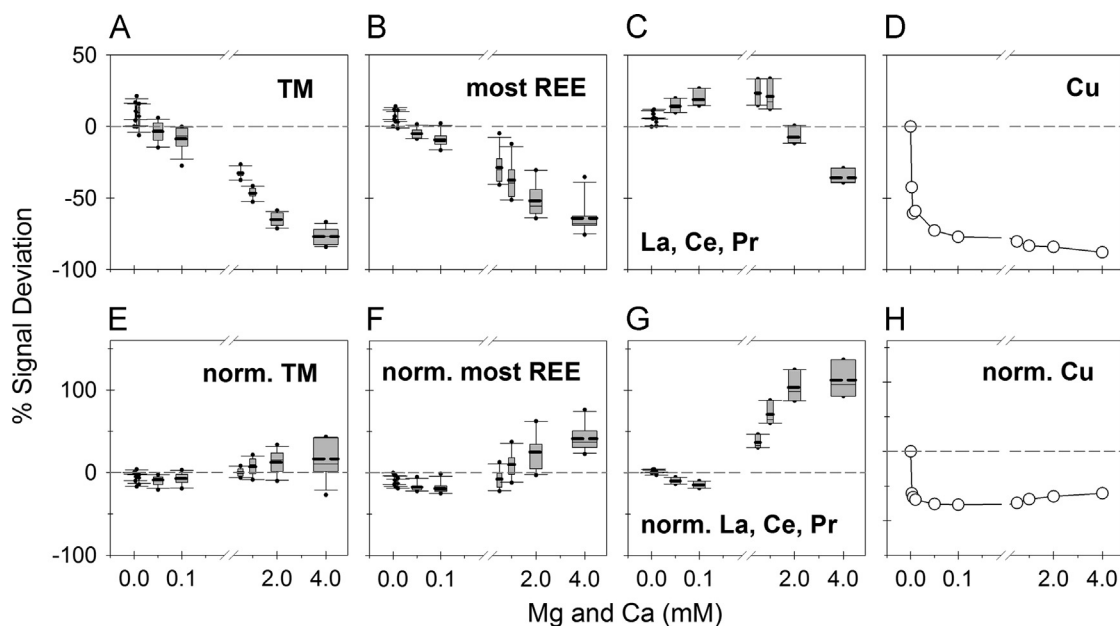 A B C D
50
0
-50
-100
TM
most REE
La, Ce, Pr
Cu
% Signal Deviation
E F G H
100
0
-100
norm. TM
norm. most REE
norm. La, Ce, Pr
norm. Cu
0.0 0.1 2.0 4.0 0.0 0.1 2.0 4.0 0.0 0.1 2.0 4.0 0.0 0.1 2.0 4.0
Mg and Ca (mM)